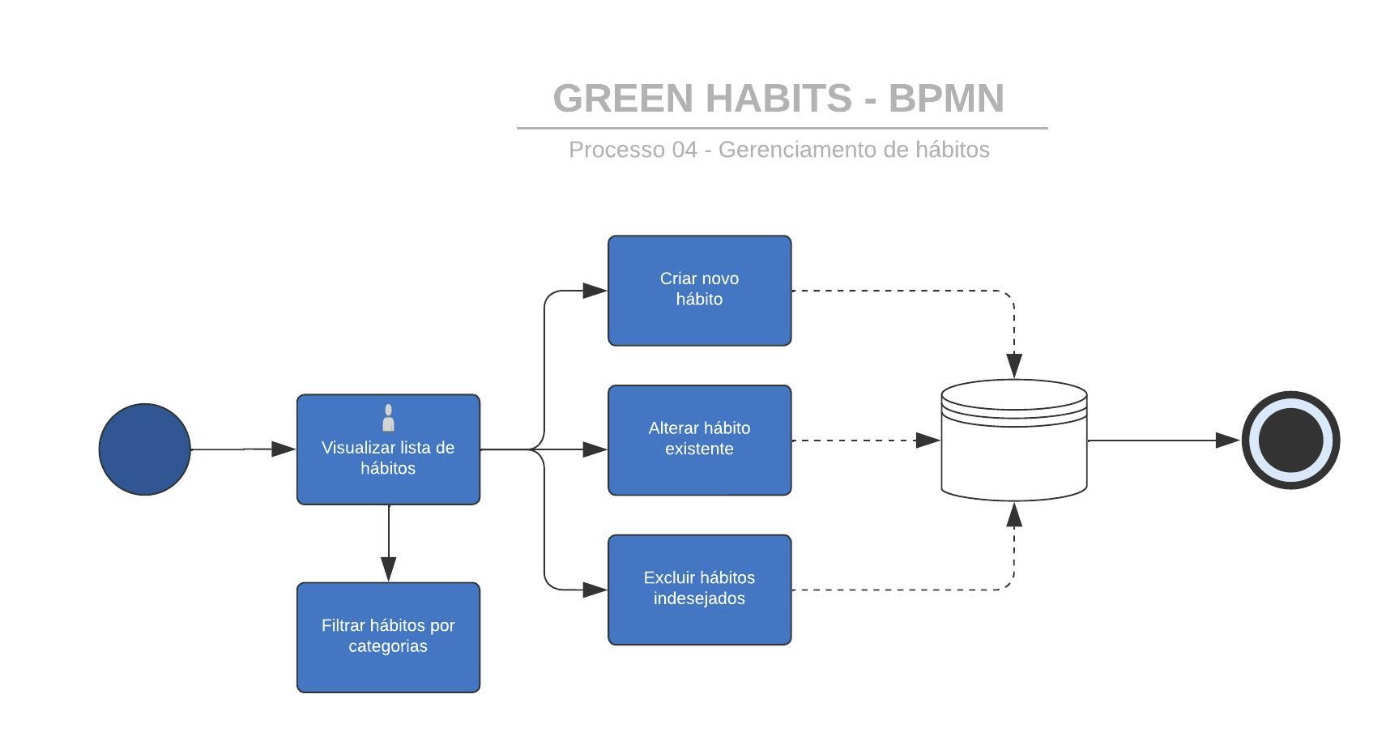 GREEN HABITS - BPMN
Processo 04 - Gerenciamento de hábitos
Criar novo
hábito
Visualizar lista de
hábitos
Alterar hábito
existente
Excluir hábitos
indesejados
Filtrar hábitos por
categorias